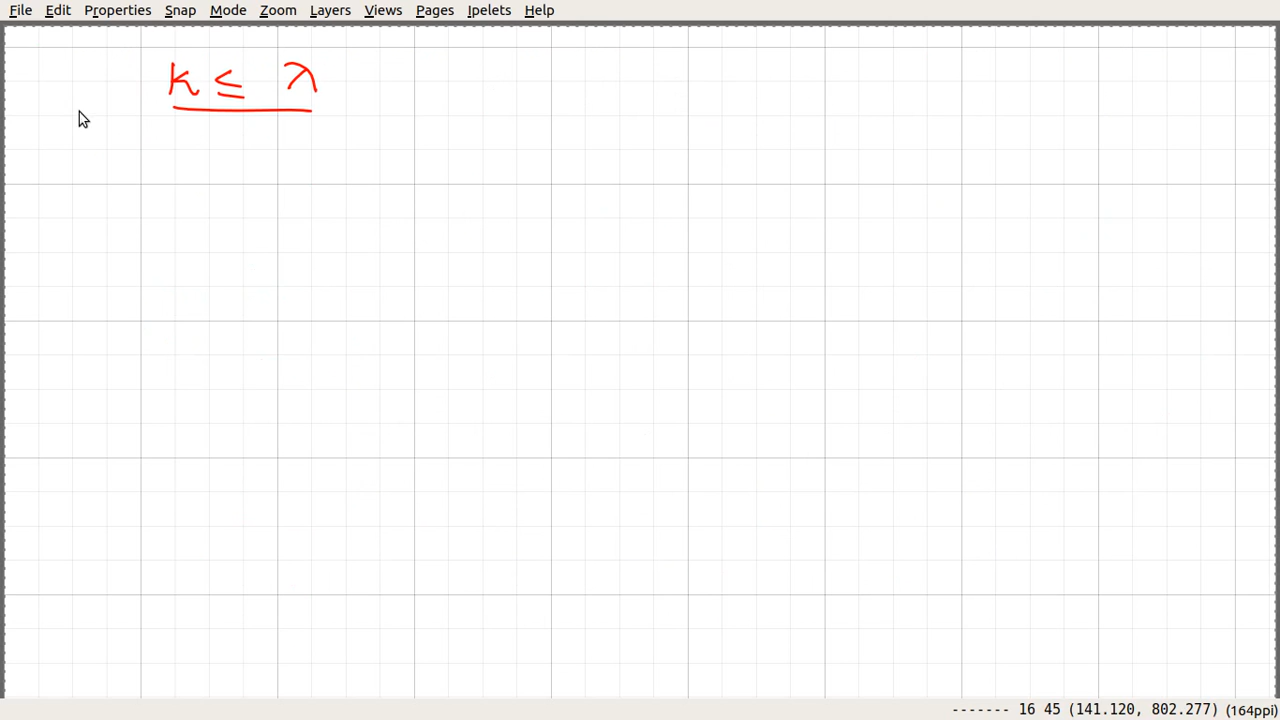 File Edit Properties Snap Mode Zoom Layers Views Pages Ipelets Help
k ≤ λ
------- 16 45 (141.120, 802.277) (164ppi)